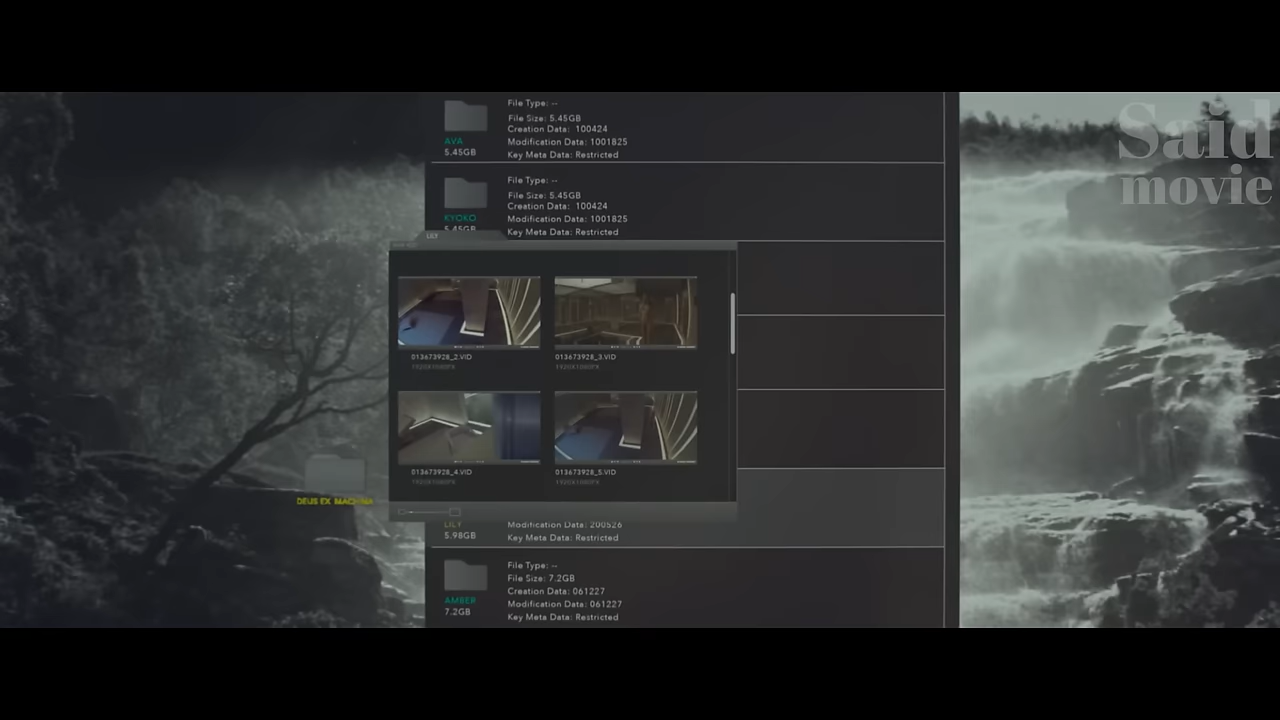 Said
movie
File Type: --
File Size: 5.45GB
Creation Data: 100424
AVA
Modification Data: 1001825
5.45GB
Key Meta Data: Restricted
File Type: --
File Size: 5.45GB
Creation Data: 100424
KYOKO
Modification Data: 1001825
5.45GB
Key Meta Data: Restricted
LILY
013673928_2.VID
013673928_3.VID
013673928_4.VID
013673928_5.VID
DEUS EX MACHINA
LILY
Modification Data: 200526
5.98GB
Key Meta Data: Restricted
File Type: --
File Size: 7.2GB
Creation Data: 061227
AMBER
Modification Data: 061227
7.2GB
Key Meta Data: Restricted